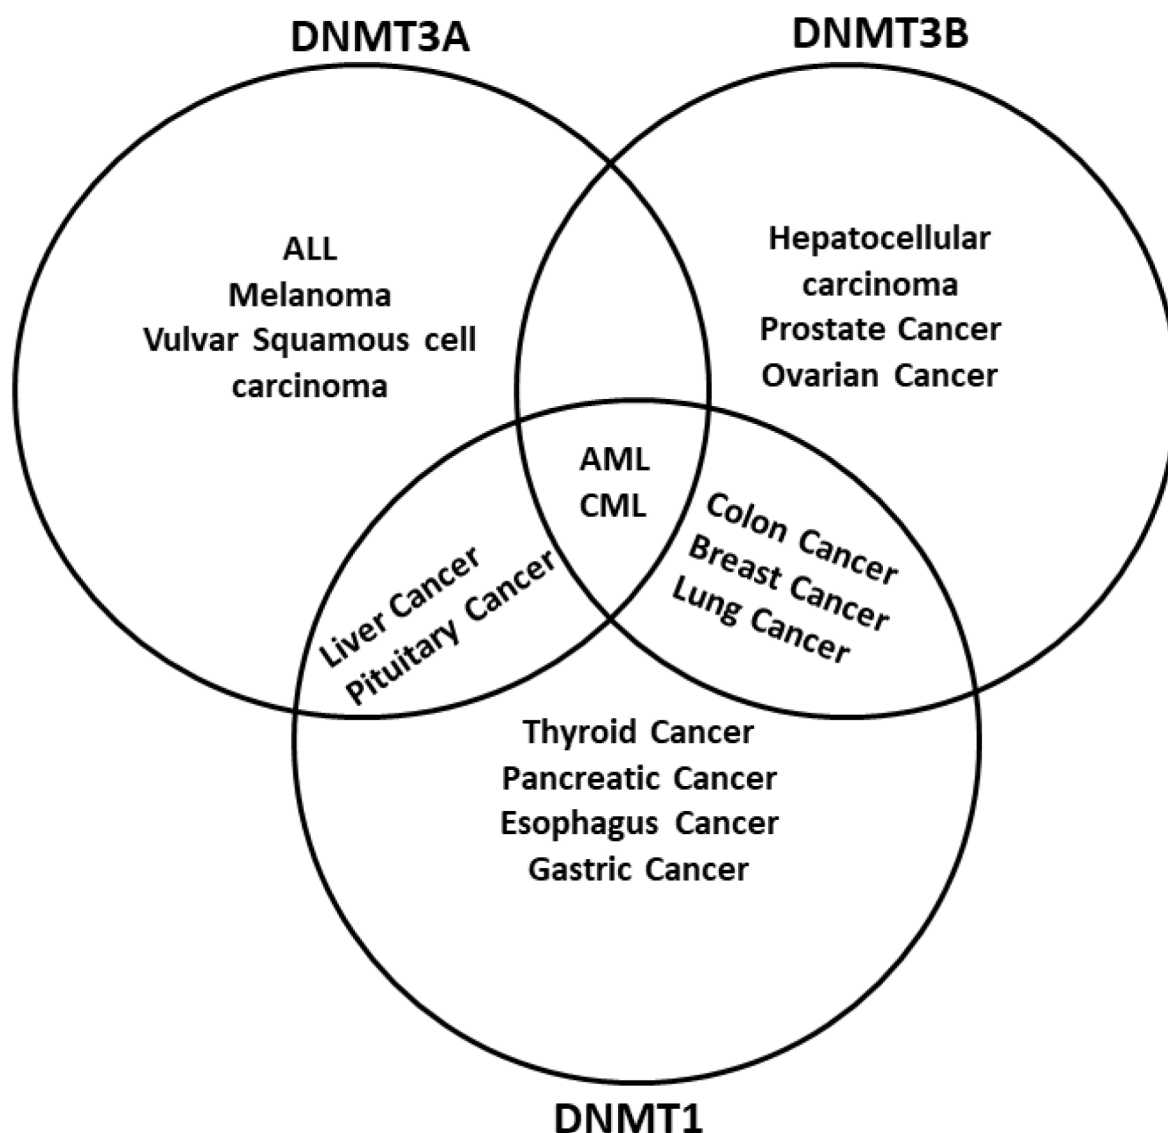 DNMT3A
DNMT3B
ALL
Melanoma
Vulvar Squamous cell
carcinoma
Hepatocellular
carcinoma
Prostate Cancer
Ovarian Cancer
AML
CML
Liver Cancer
Pituitary Cancer
Colon Cancer
Breast Cancer
Lung Cancer
Thyroid Cancer
Pancreatic Cancer
Esophagus Cancer
Gastric Cancer
DNMT1